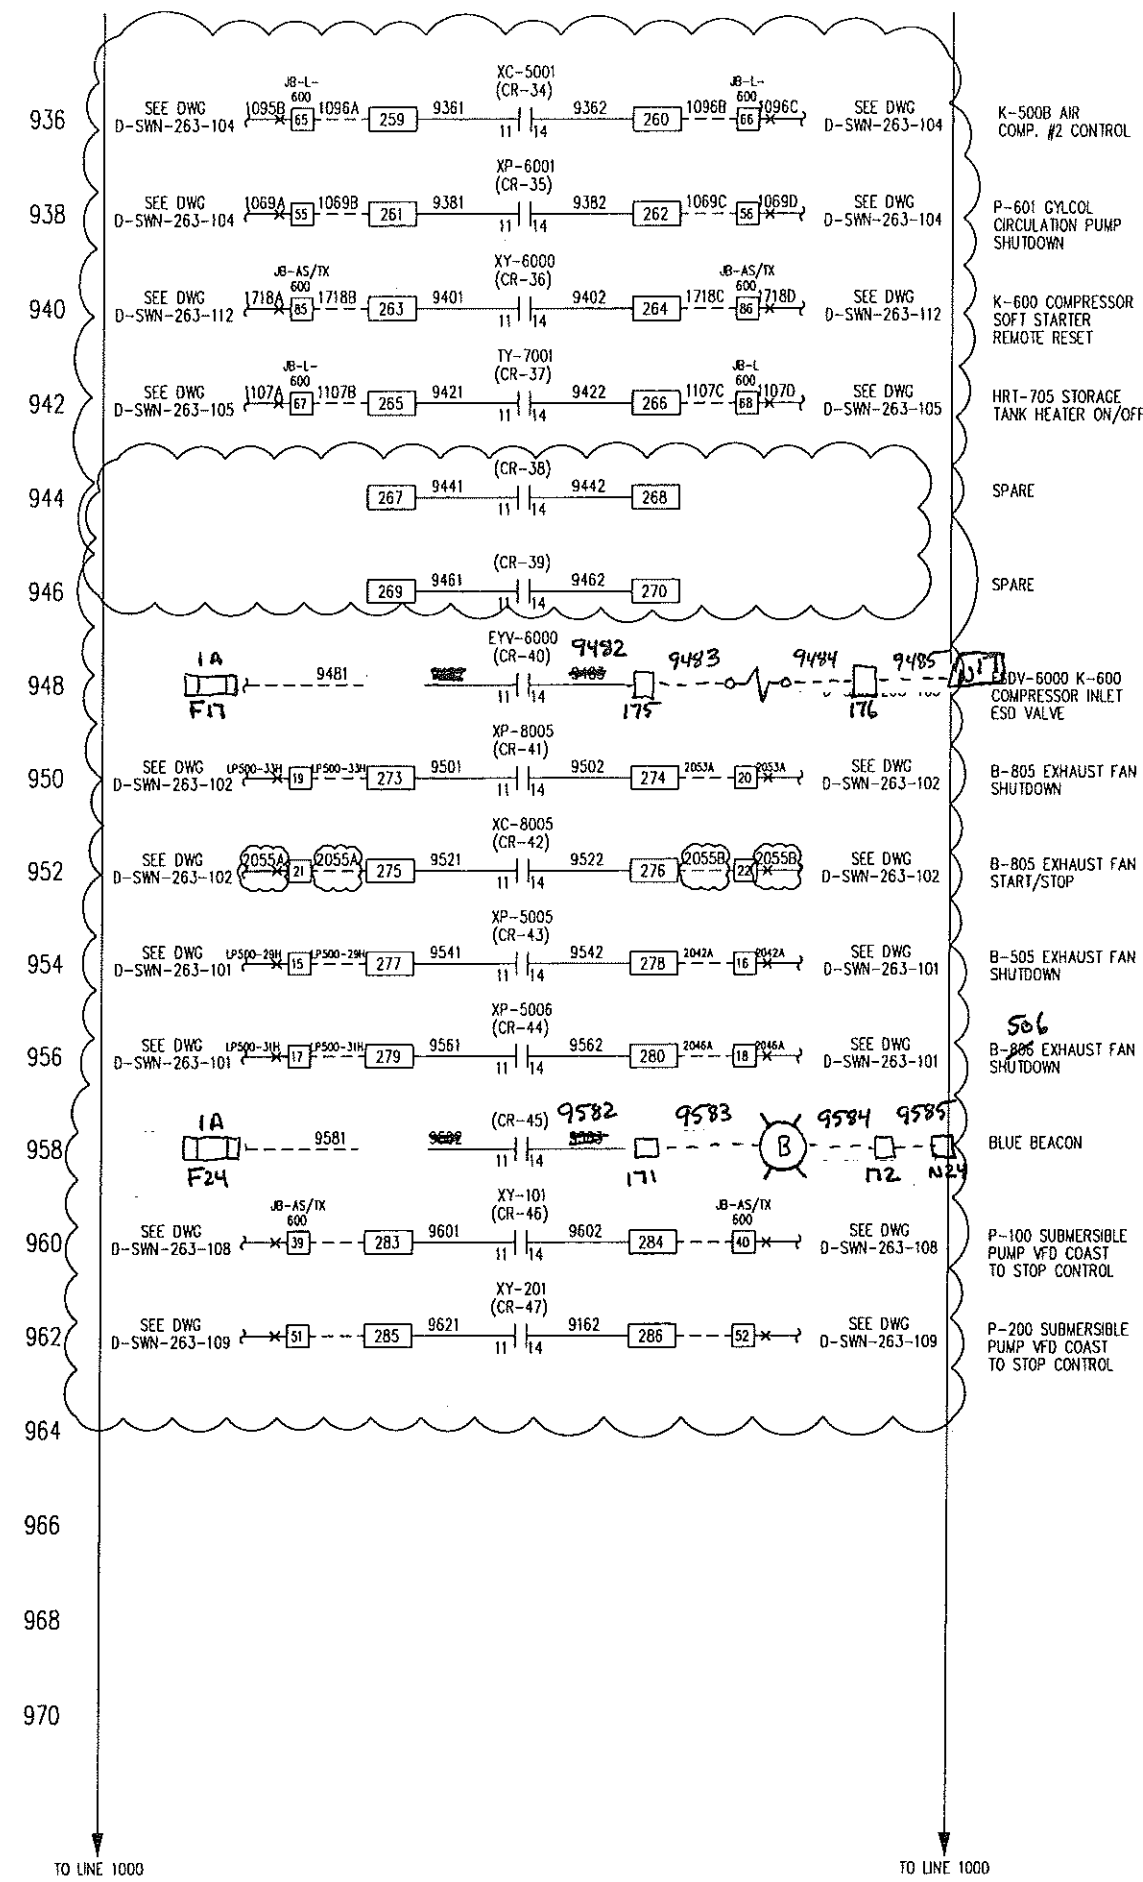 XC-5001
(CR-34)
JB-L-
600
JB-L-
600
936 SEE DWG D-SWN-263-104 1095B 65 1096A 259 9361 11 14 9362 260 1096B 66 1096C SEE DWG D-SWN-263-104 K-500B AIR COMP. #2 CONTROL
XP-6001
(CR-35)
938 SEE DWG D-SWN-263-104 1069A 55 1069B 261 9381 11 14 9382 262 1069C 56 1069D SEE DWG D-SWN-263-104 P-601 GYLCOL CIRCULATION PUMP SHUTDOWN
XY-6000
(CR-36)
JB-AS/TX
600
JB-AS/TX
600
940 SEE DWG D-SWN-263-112 1718A 85 1718B 263 9401 11 14 9402 264 1718C 86 1718D SEE DWG D-SWN-263-112 K-600 COMPRESSOR SOFT STARTER REMOTE RESET
TY-7001
(CR-37)
JB-L-
600
JB-L
600
942 SEE DWG D-SWN-263-105 1107A 67 1107B 265 9421 11 14 9422 266 1107C 68 1107D SEE DWG D-SWN-263-105 HRT-705 STORAGE TANK HEATER ON/OFF
(CR-38)
944 267 9441 11 14 9442 268 SPARE
(CR-39)
946 269 9461 11 14 9462 270 SPARE
EYV-6000
(CR-40)
948 1A F17 9481 11 14 9482 175 9483 9484 176 9485 N17 ESDV-6000 K-600 COMPRESSOR INLET ESD VALVE
XP-8005
(CR-41)
950 SEE DWG D-SWN-263-102 LP500-33H 19 LP500-33H 273 9501 11 14 9502 274 2053A 20 2053A SEE DWG D-SWN-263-102 B-805 EXHAUST FAN SHUTDOWN
XC-8005
(CR-42)
952 SEE DWG D-SWN-263-102 2055A 21 2055A 275 9521 11 14 9522 276 2055B 22 2055B SEE DWG D-SWN-263-102 B-805 EXHAUST FAN START/STOP
XP-5005
(CR-43)
954 SEE DWG D-SWN-263-101 LP500-29H 15 LP500-29H 277 9541 11 14 9542 278 2042A 16 2042A SEE DWG D-SWN-263-101 B-505 EXHAUST FAN SHUTDOWN
XP-5006
(CR-44)
506
956 SEE DWG D-SWN-263-101 LP500-31H 17 LP500-31H 279 9561 11 14 9562 280 2046A 18 2046A SEE DWG D-SWN-263-101 B-806 EXHAUST FAN SHUTDOWN
(CR-45)
958 1A F24 9581 11 14 9582 171 9583 B 9584 172 9585 N24 BLUE BEACON
XY-101
(CR-46)
JB-AS/TX
600
JB-AS/TX
600
960 SEE DWG D-SWN-263-108 39 283 9601 11 14 9602 284 40 SEE DWG D-SWN-263-108 P-100 SUBMERSIBLE PUMP VFD COAST TO STOP CONTROL
XY-201
(CR-47)
962 SEE DWG D-SWN-263-109 51 285 9621 11 14 9162 286 52 SEE DWG D-SWN-263-109 P-200 SUBMERSIBLE PUMP VFD COAST TO STOP CONTROL
964
966
968
970
TO LINE 1000
TO LINE 1000